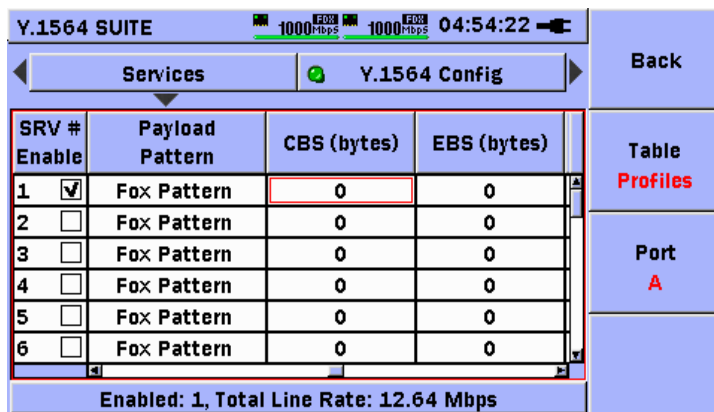 Y.1564 SUITE 1000 FDX Mbps 1000 FDX Mbps 04:54:22
Back
Services Y.1564 Config
SRV # Enable Payload Pattern CBS (bytes) EBS (bytes)
Table Profiles
1 Fox Pattern 0 0
2 Fox Pattern 0 0
3 Fox Pattern 0 0
Port A
4 Fox Pattern 0 0
5 Fox Pattern 0 0
6 Fox Pattern 0 0
Enabled: 1, Total Line Rate: 12.64 Mbps